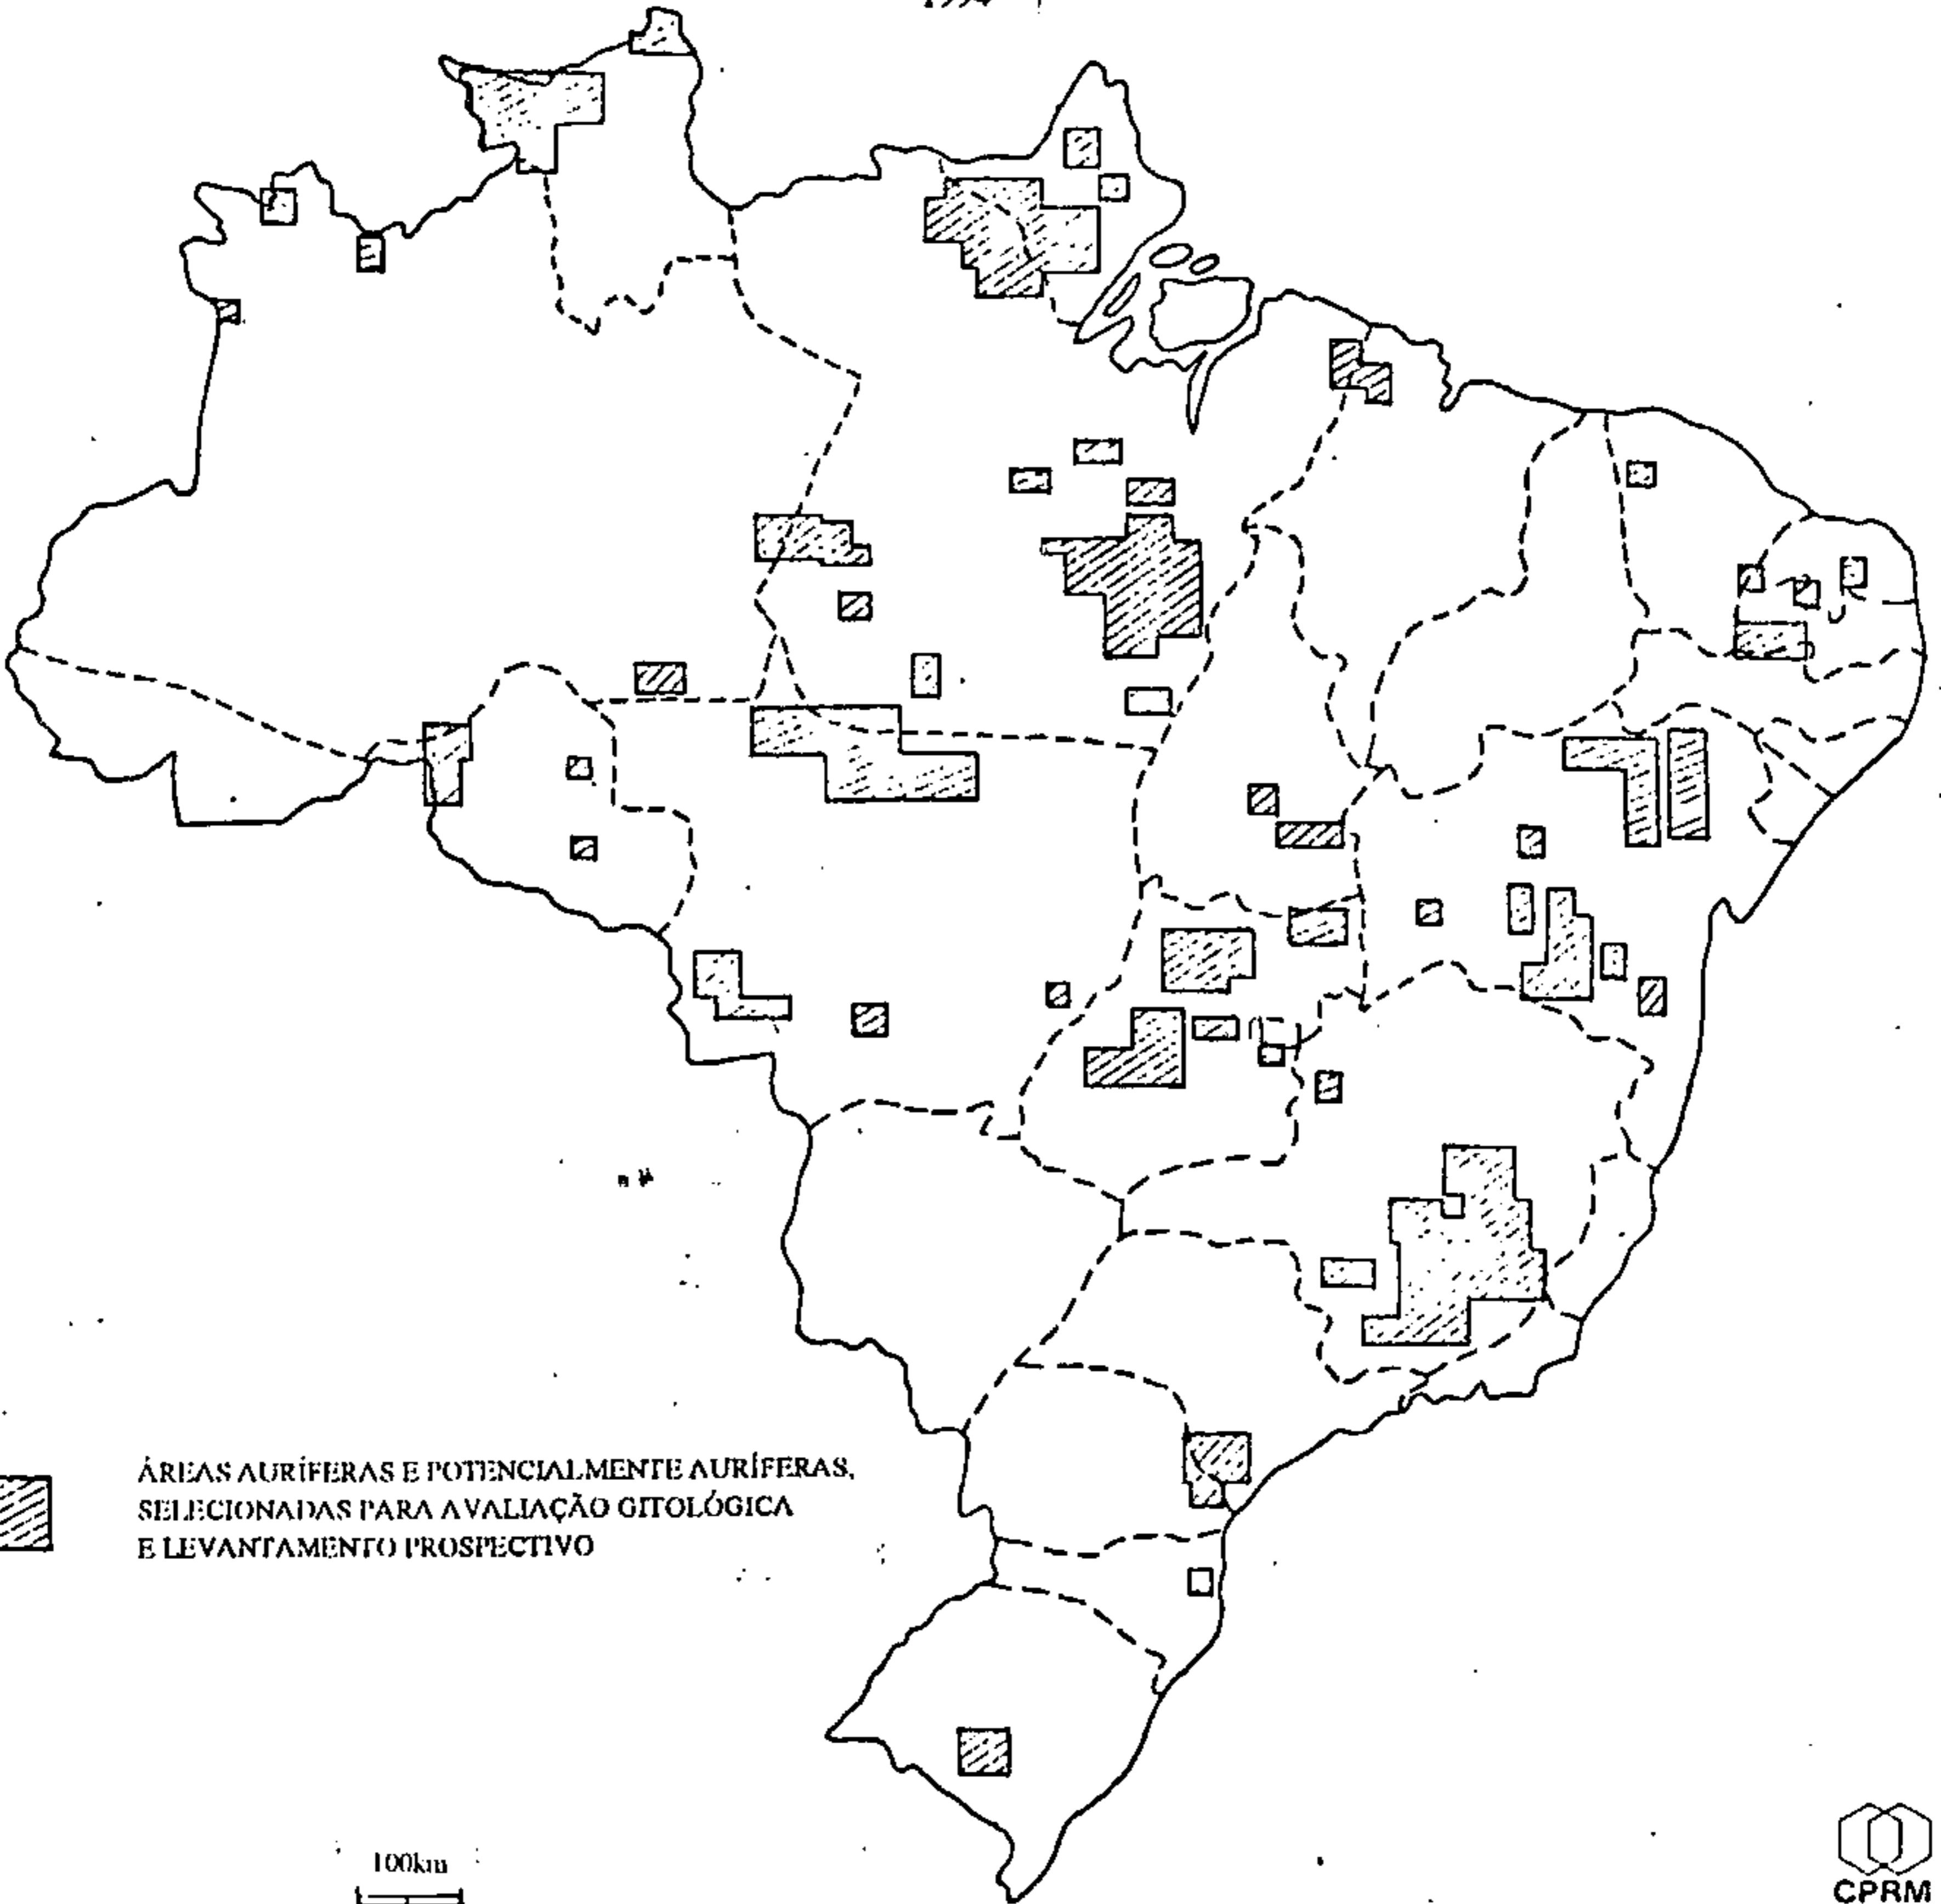 ÁREAS AURÍFERAS E POTENCIALMENTE AURÍFERAS,
SELECIONADAS PARA AVALIAÇÃO GITOLÓGICA
E LEVANTAMENTO PROSPECTIVO
100km
CPRM